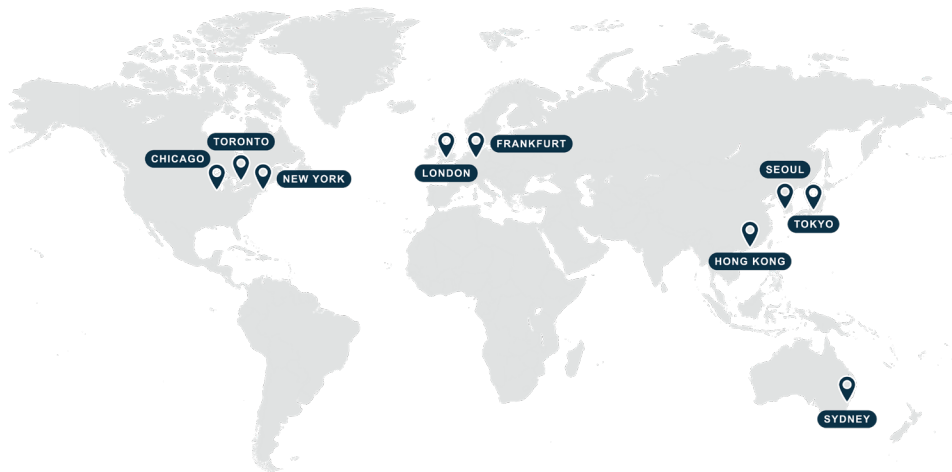 TORONTO
CHICAGO
NEW YORK
LONDON
FRANKFURT
SEOUL
TOKYO
HONG KONG
SYDNEY